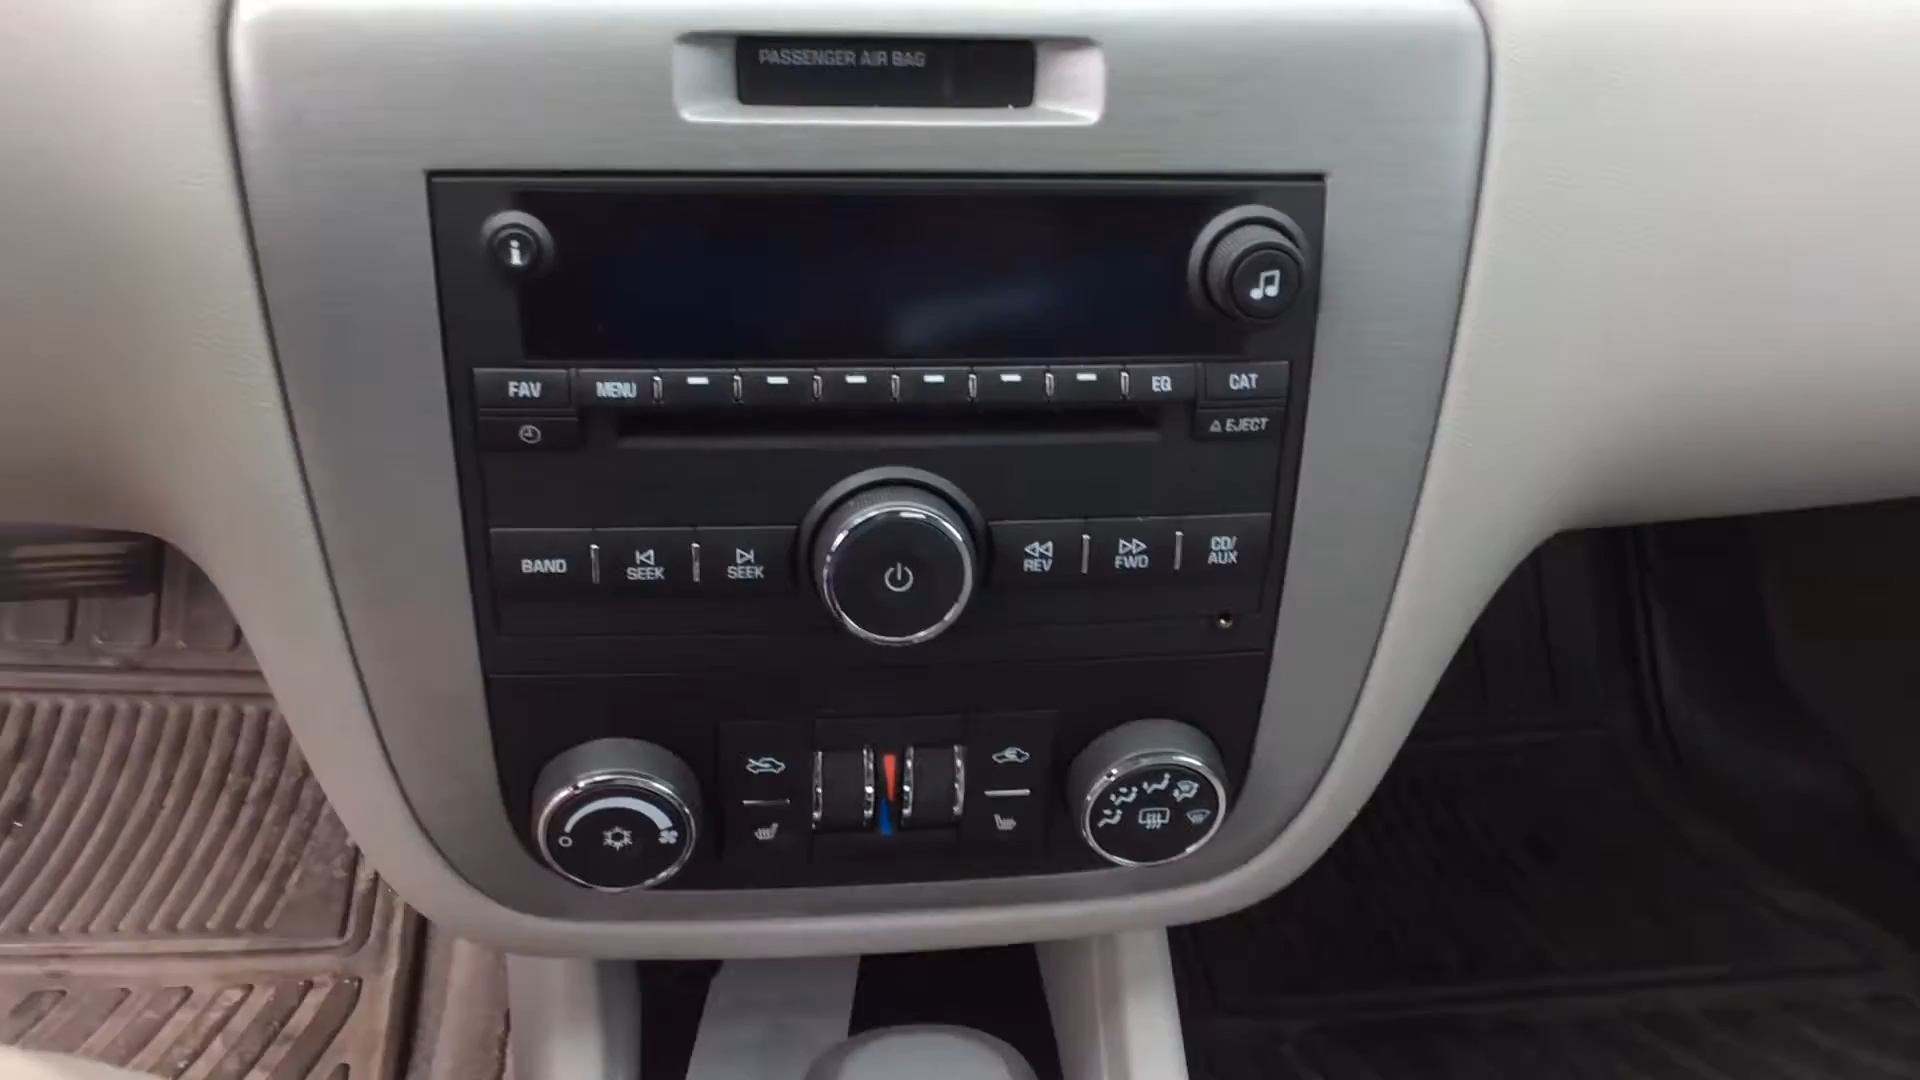 PASSENGER AIR BAG
i
FAV
MENU
EQ
CAT
EJECT
BAND
SEEK
SEEK
REV
FWD
CD/
AUX